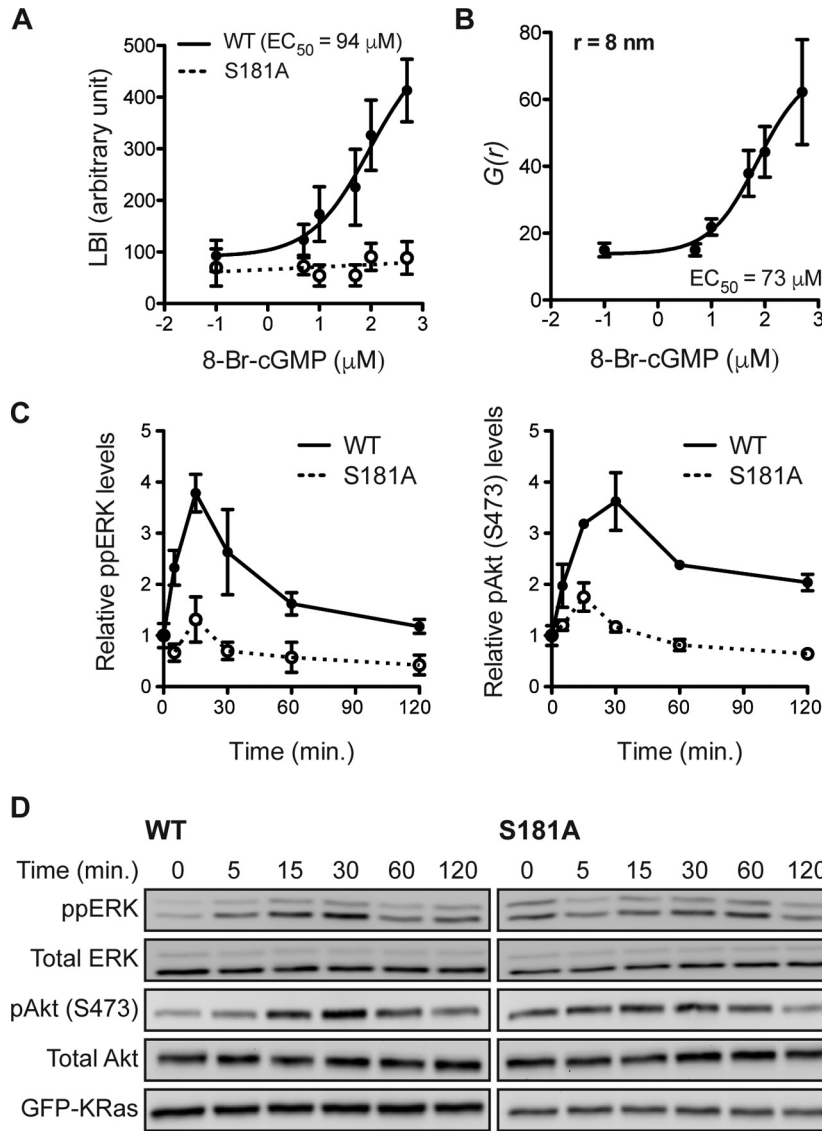 A
LBI (arbitrary unit)
500
400
300
200
100
0
WT (EC50 = 94 μM)
S181A
-2 -1 0 1 2 3
8-Br-cGMP (μM)
B
G(r)
80
60
40
20
0
r = 8 nm
EC50 = 73 μM
-2 -1 0 1 2 3
8-Br-cGMP (μM)
C
Relative ppERK levels
5
4
3
2
1
0
WT
S181A
0 30 60 90 120
Time (min.)
Relative pAkt (S473) levels
5
4
3
2
1
0
WT
S181A
0 30 60 90 120
Time (min.)
D
WT S181A
Time (min.) 0 5 15 30 60 120 0 5 15 30 60 120
ppERK
Total ERK
pAkt (S473)
Total Akt
GFP-KRas